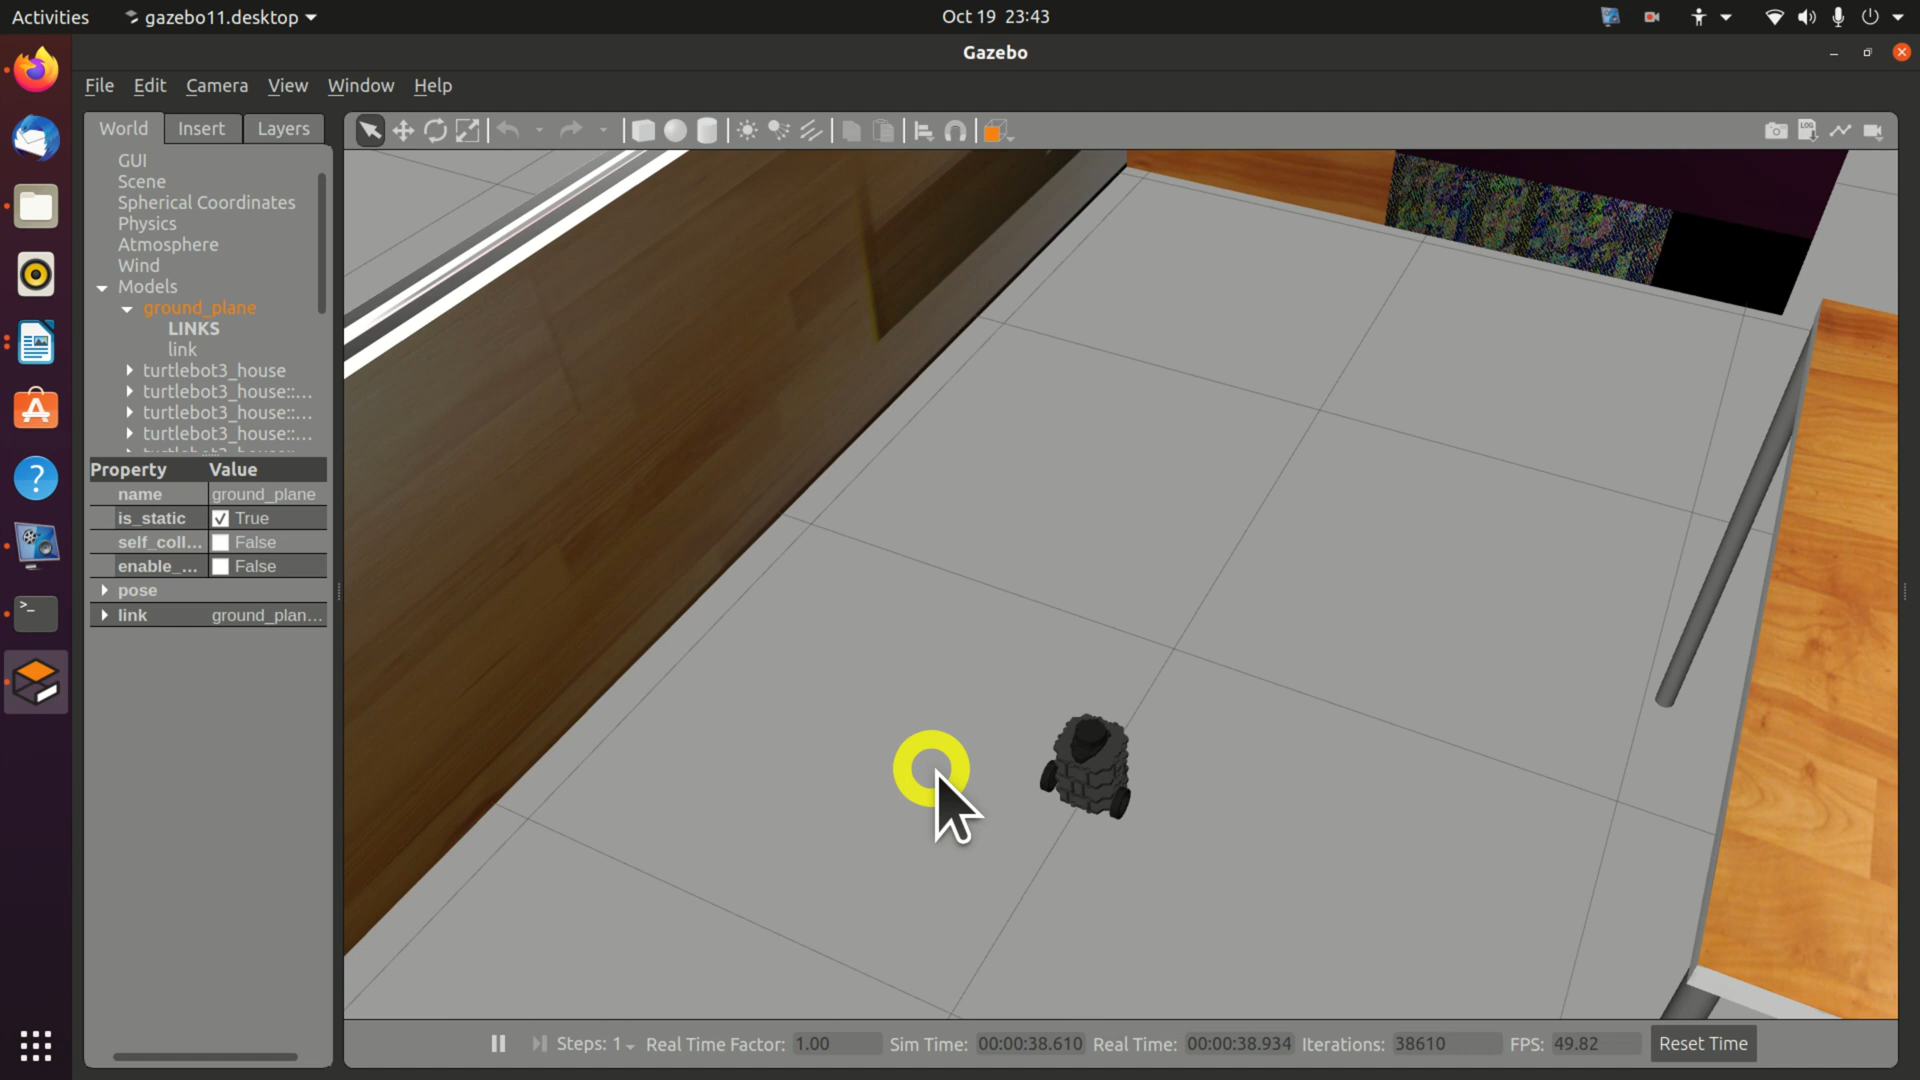 Activities gazebo11.desktop Oct 19 23:43
Gazebo
File Edit Camera View Window Help
World Insert Layers
GUI
Scene
Spherical Coordinates
Physics
Atmosphere
Wind
Models
ground_plane
LINKS
link
turtlebot3_house
turtlebot3_house::...
turtlebot3_house::...
turtlebot3_house::...
Property Value
name ground_plane
is_static True
self_coll... False
enable_... False
pose
link ground_plan...
LOG
Steps: 1 Real Time Factor: 1.00 Sim Time: 00:00:38.610 Real Time: 00:00:38.934 Iterations: 38610 FPS: 49.82 Reset Time